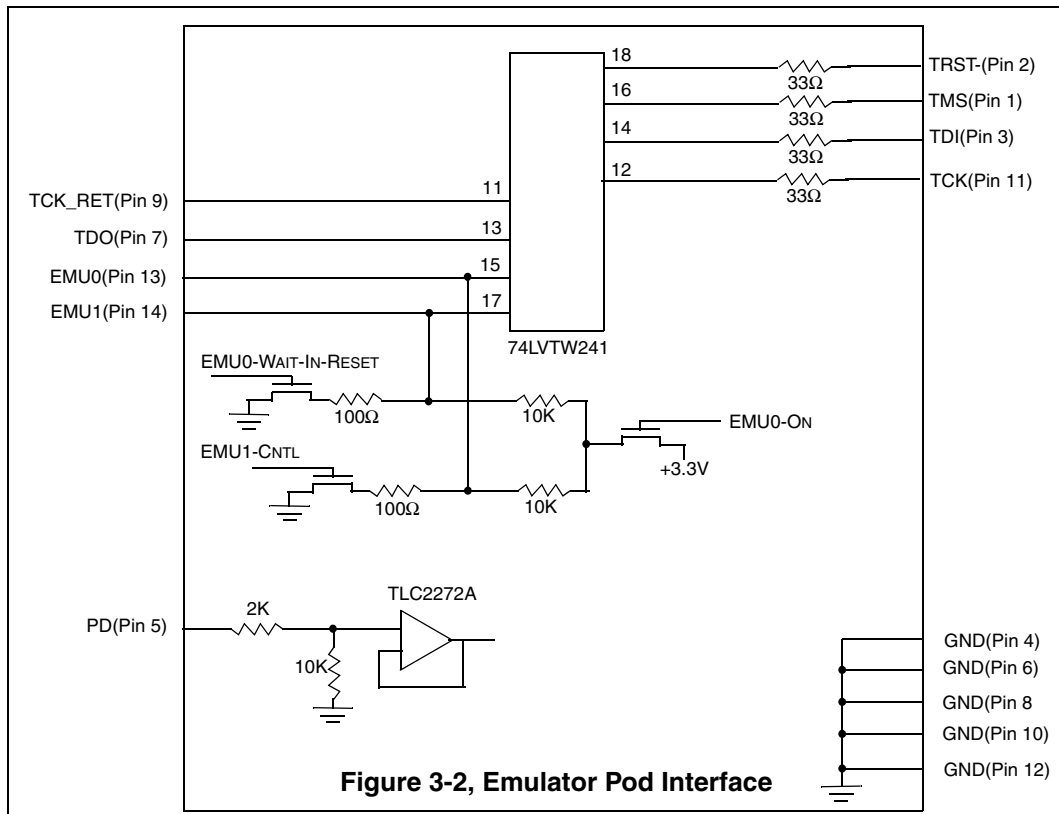 18
TRST-(Pin 2)
33Ω
16
TMS(Pin 1)
33Ω
14
TDI(Pin 3)
33Ω
12
TCK(Pin 11)
33Ω
TCK_RET(Pin 9)
11
TDO(Pin 7)
13
EMU0(Pin 13)
15
EMU1(Pin 14)
17
74LVTW241
EMU0-WAIT-IN-RESET
100Ω
10K
EMU0-ON
+3.3V
EMU1-CNTL
100Ω
10K
TLC2272A
PD(Pin 5)
2K
10K
GND(Pin 4)
GND(Pin 6)
GND(Pin 8
GND(Pin 10)
GND(Pin 12)
Figure 3-2, Emulator Pod Interface